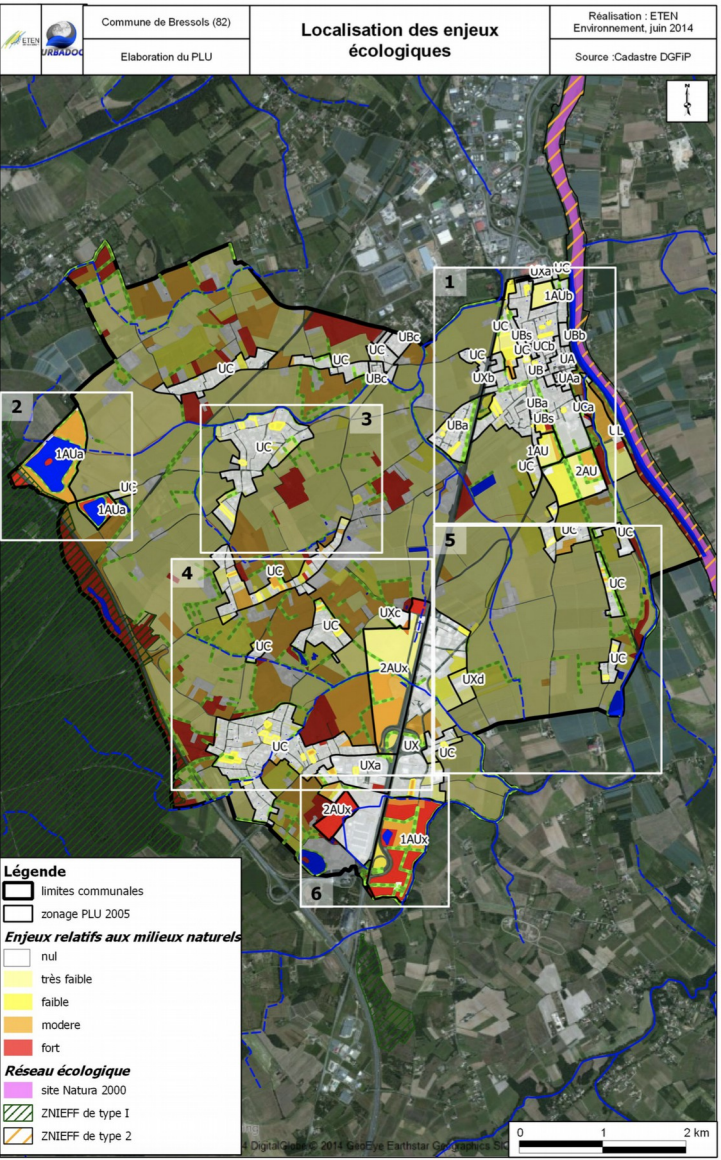 ETEN
URBADOC
Commune de Bressols (82)
Elaboration du PLU
Localisation des enjeux
écologiques
Réalisation : ETEN
Environnement, juin 2014
Source :Cadastre DGFiP
N
1
UXa
UC
1AUb
UC
UBs
UC
UCb
UBb
UA
UC
UXb
UB
UAa
UBa
UBs
UCa
UBa
UL
1AU
UC
2AU
UBc
UC
UC
UBc
UC
2
1AUa
UC
1AUa
3
UC
4
UC
UXc
UC
UC
2AUx
UXd
UX
UC
UC
UXa
5
UC
UC
UC
UC
2AUx
1AUx
6
Légende
limites communales
zonage PLU 2005
Enjeux relatifs aux milieux naturels
nul
très faible
faible
modere
fort
Réseau écologique
site Natura 2000
ZNIEFF de type I
ZNIEFF de type 2
4 DigitalGlobe,© 2014 GeoEye Earthstar Geographics
0 1 2 km